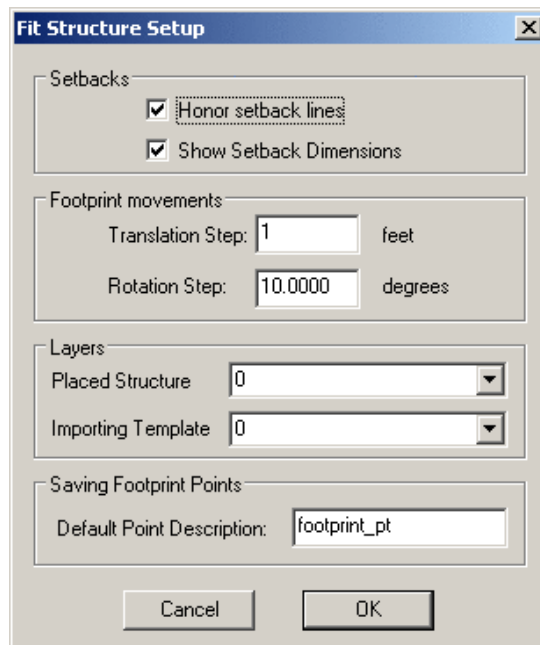 Fit Structure Setup
Setbacks
Honor setback lines
Show Setback Dimensions
Footprint movements
Translation Step: 1 feet
Rotation Step: 10.0000 degrees
Layers
Placed Structure 0
Importing Template 0
Saving Footprint Points
Default Point Description: footprint_pt
Cancel OK